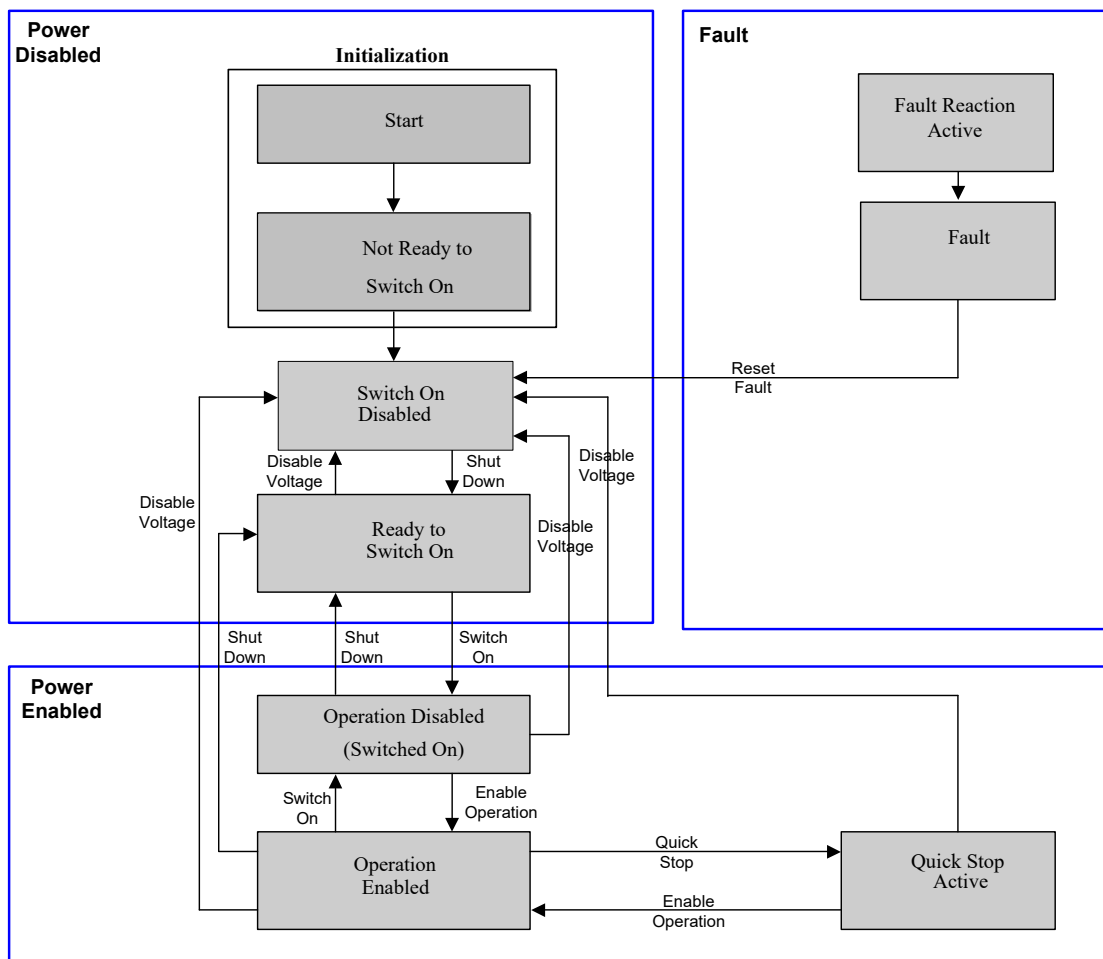 Power
Disabled
Initialization
Start
Not Ready to
Switch On
Switch On
Disabled
Disable
Voltage
Shut
Down
Disable
Voltage
Disable
Voltage
Ready to
Switch On
Disable
Voltage
Shut
Down
Shut
Down
Switch
On
Fault
Fault Reaction
Active
Fault
Reset
Fault
Power
Enabled
Operation Disabled
(Switched On)
Switch
On
Enable
Operation
Operation
Enabled
Quick
Stop
Enable
Operation
Quick Stop
Active